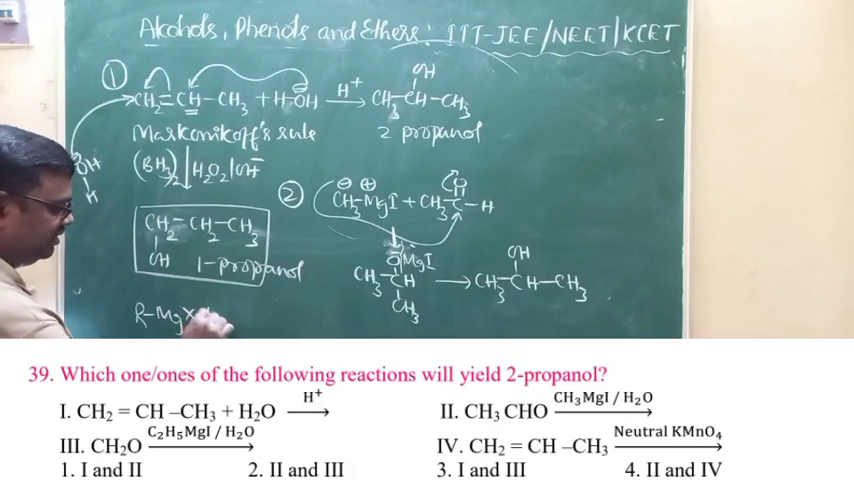 Alcohols, Phenols and Ethers: IIT-JEE/NEET/KCET
① CH₂=CH-CH₃ + H-OH H⁺→ CH₃-CH-CH₃
OH
Markonikoff's rule 2 propanol
(BH₃)₂ H₂O₂/OH⁻
CH₂-CH₂-CH₃
OH 1-propanol
② CH₃-MgI + CH₃-C-H
O
⊖ ⊕
OMgI
CH₃-CH → CH₃-CH-CH₃
CH₃ OH
R-MgX
39. Which one/ones of the following reactions will yield 2-propanol?
I. CH₂ = CH –CH₃ + H₂O H⁺→ II. CH₃ CHO CH₃MgI / H₂O→
III. CH₂O C₂H₅MgI / H₂O→ IV. CH₂ = CH –CH₃ Neutral KMnO₄→
1. I and II 2. II and III 3. I and III 4. II and IV